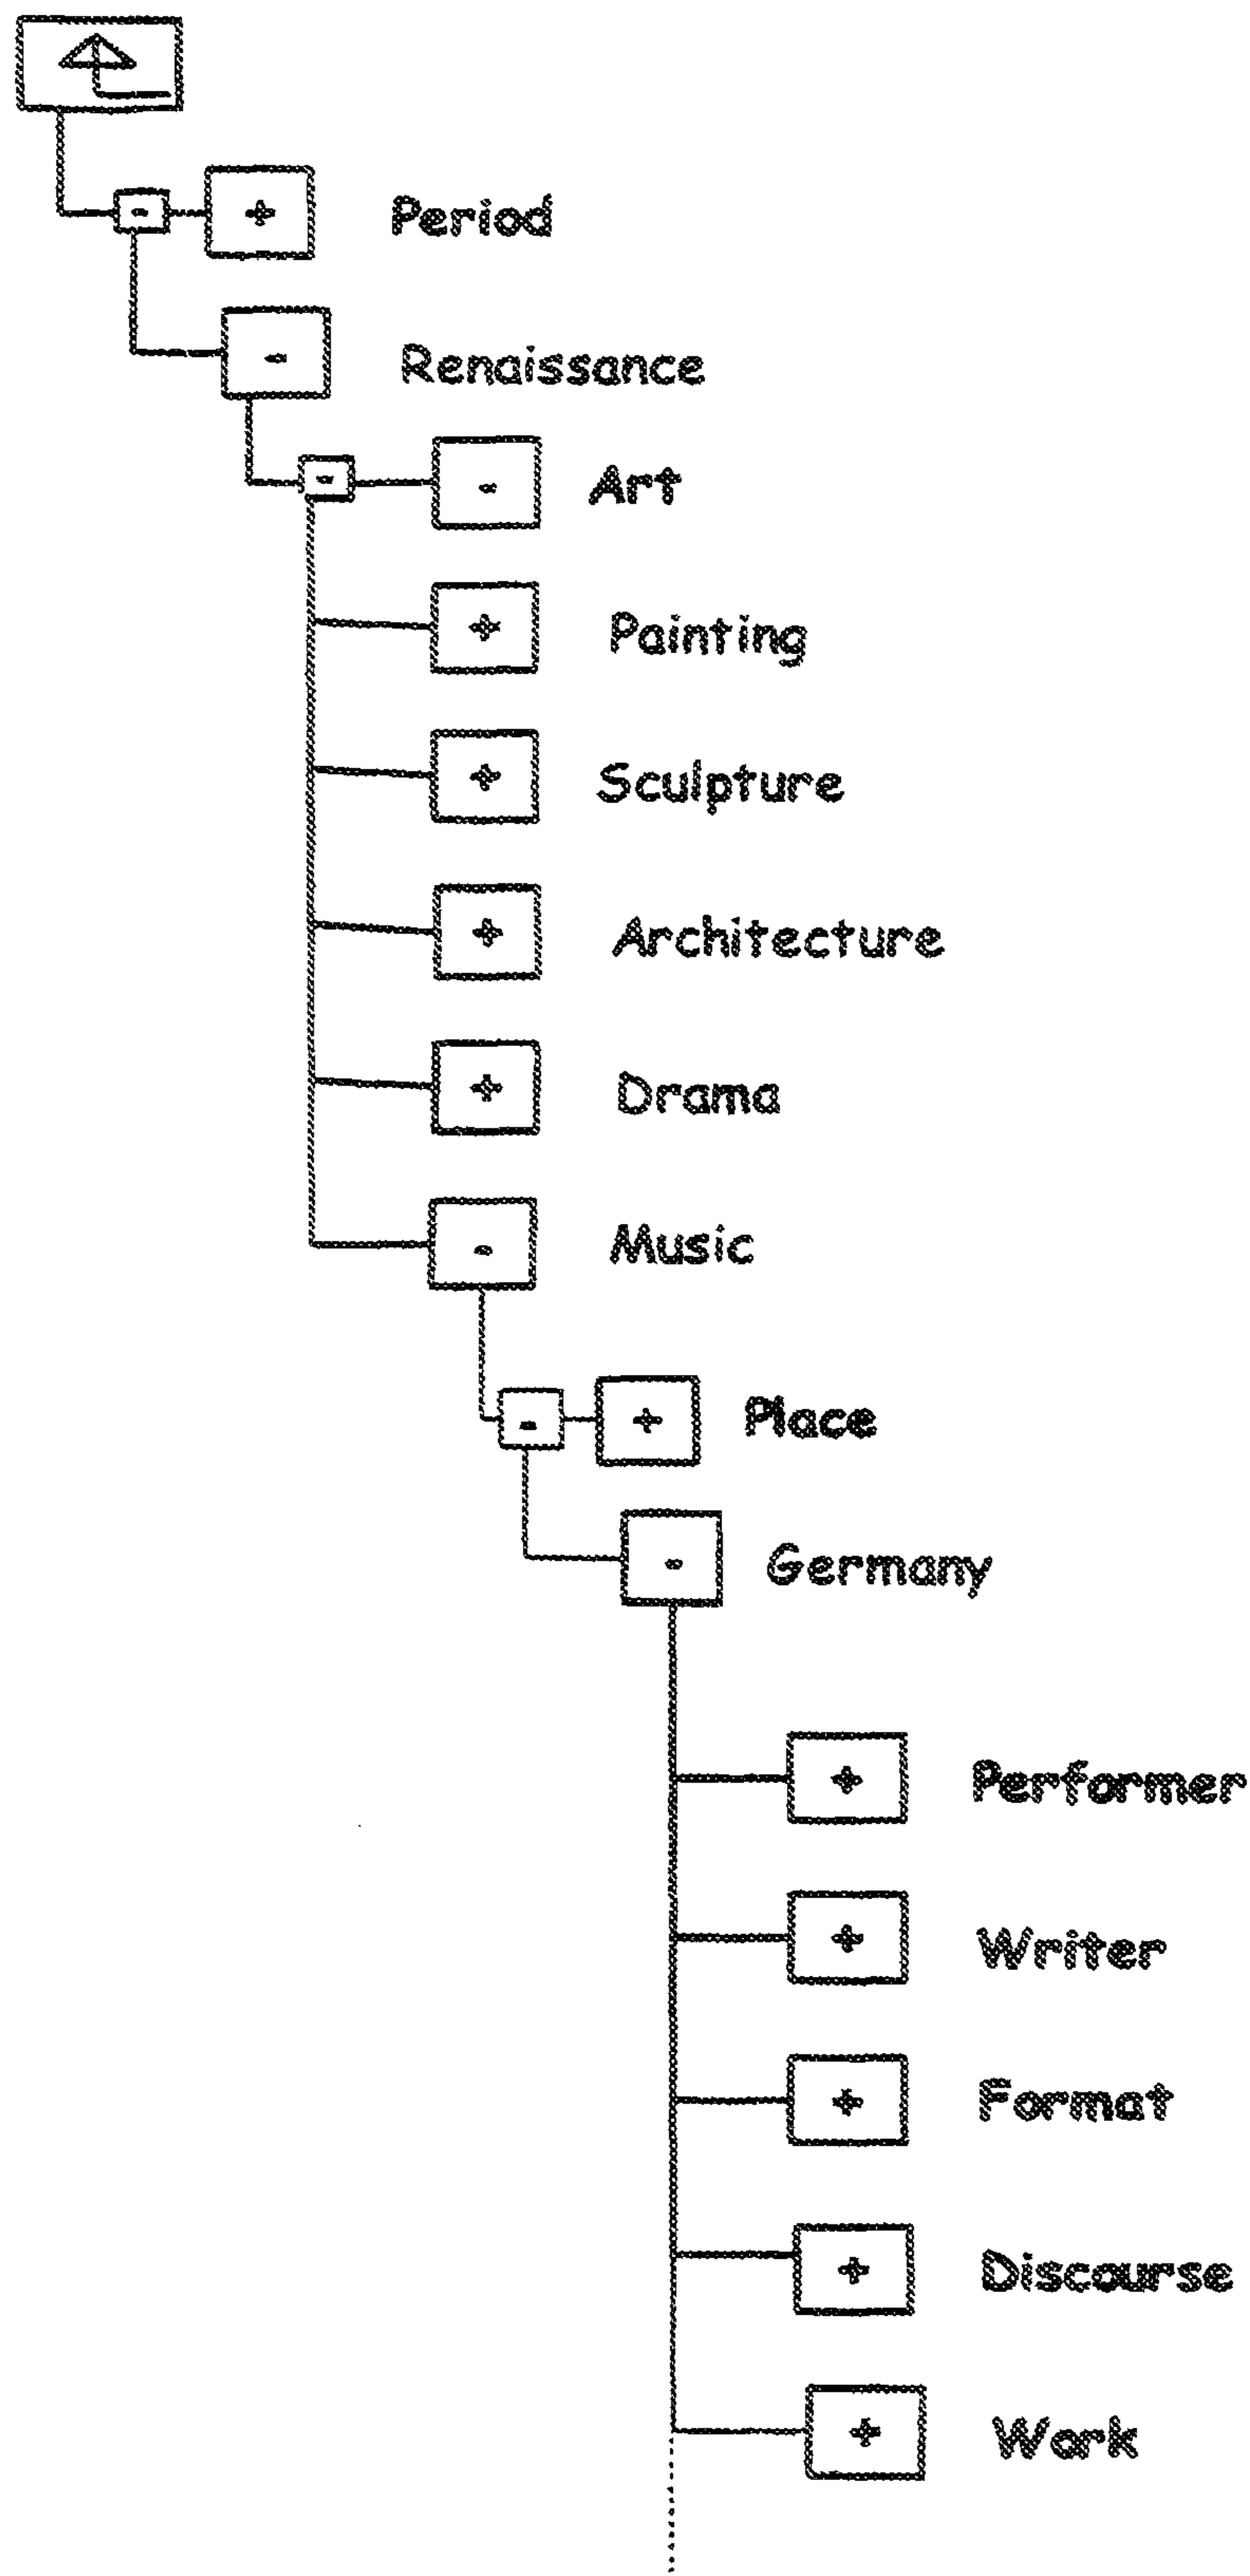 - + Period
- Renaissance
- - Art
+ Painting
+ Sculpture
+ Architecture
+ Drama
- Music
- + Place
- Germany
+ Performer
+ Writer
+ Format
+ Discourse
+ Work